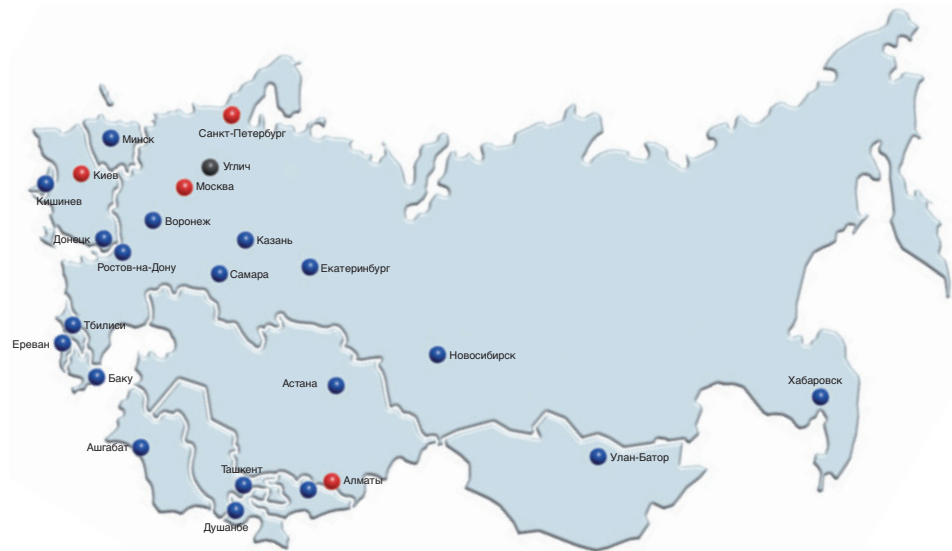 Санкт-Петербург
Минск
Углич
Киев
Москва
Кишинев
Воронеж
Донецк
Казань
Ростов-на-Дону
Самара
Екатеринбург
Тбилиси
Ереван
Новосибирск
Баку
Астана
Хабаровск
Ашгабат
Улан-Батор
Ташкент
Алматы
Душанбе